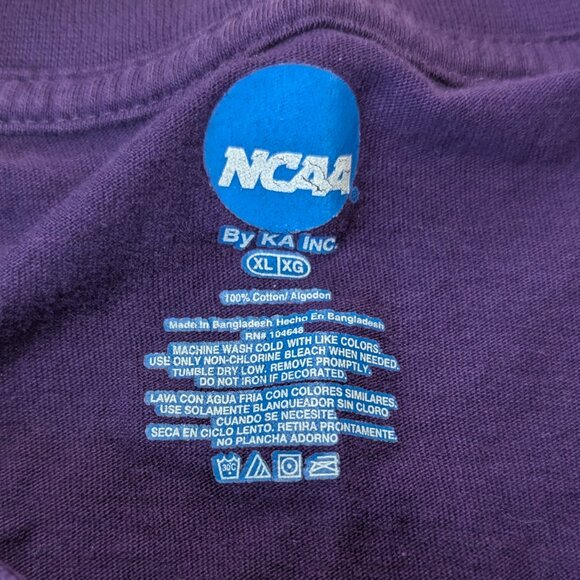 NCAA
By KA INC.
XL XG
100% Cotton/ Algodon
Made In Bangladesh Hecho En Bangladesh
RN# 104648
MACHINE WASH COLD WITH LIKE COLORS.
USE ONLY NON-CHLORINE BLEACH WHEN NEEDED.
TUMBLE DRY LOW. REMOVE PROMPTLY.
DO NOT IRON IF DECORATED.
LAVA CON AGUA FRIA CON COLORES SIMILARES.
USE SOLAMENTE BLANQUEADOR SIN CLORO
CUANDO SE NECESITE.
SECA EN CICLO LENTO. RETIRA PRONTAMENTE.
NO PLANCHA ADORNO
30°C